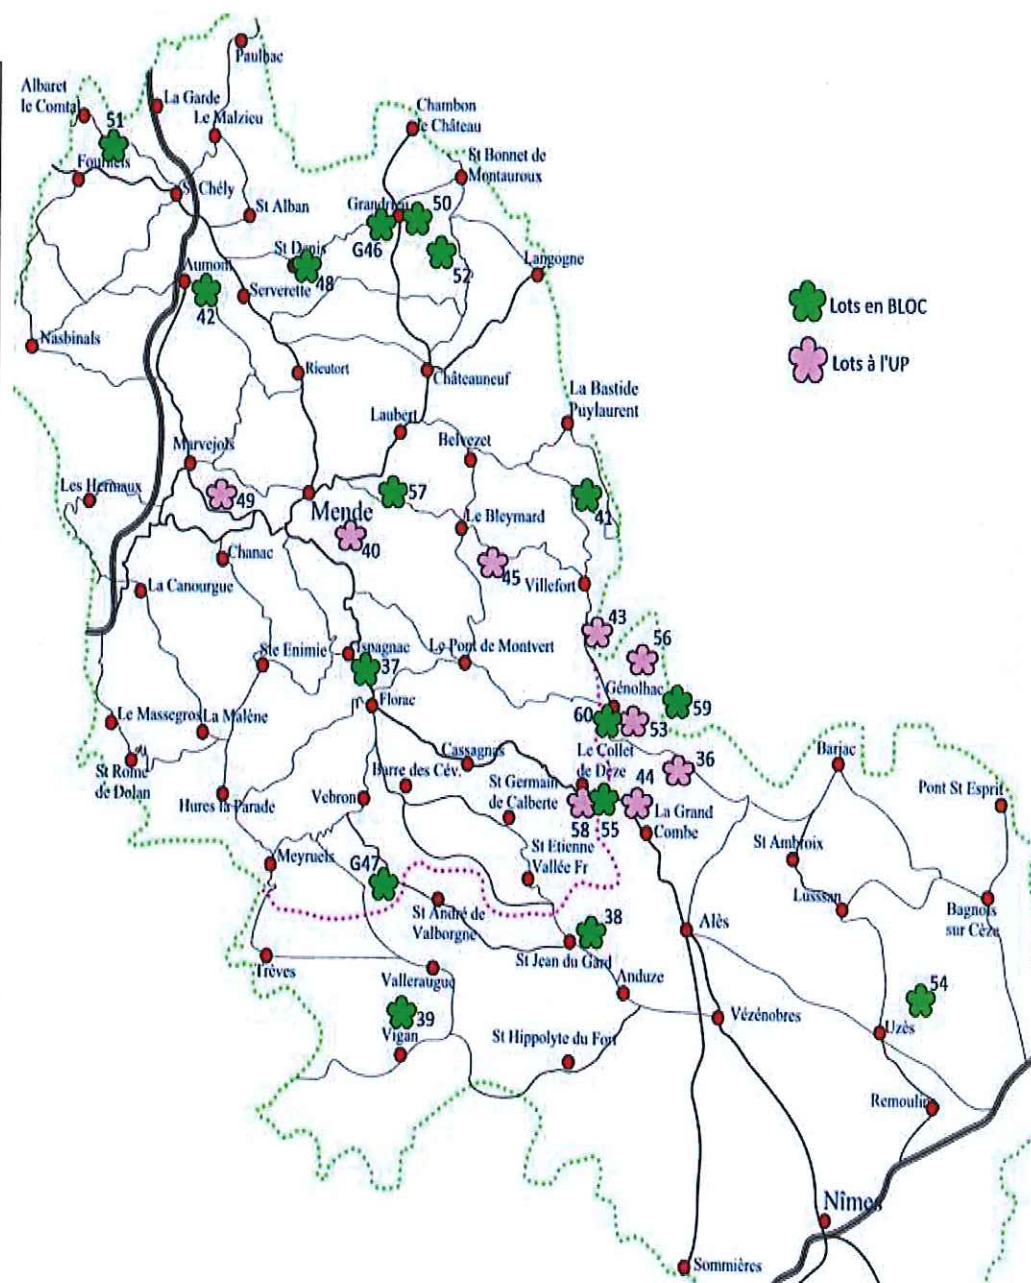 Paulhac
Albaret
le Comtal
La Garde
51
Le Malzieu
Chambon
le Château
Fournels
St Chély
St Bonnet de
Montauroux
St Alban
Grandrieu
50
G46
52
St Denis
48
Langogne
Aumont
42
Serverette
Lots en BLOC
Nasbinals
Lots à l'UP
Rieutort
Châteauneuf
La Bastide
Puylaurent
Laubert
Belvezet
Marvejols
Les Hermaux
49
Mende
57
41
Le Bleymard
40
Chanac
45
Villefort
La Canourgue
43
56
Ste Enimie
Ispagnac
37
Le Pont de Montvert
Génolhac
59
Florac
60
53
Le Massegros
La Malène
Cassagnas
Le Collet
de Dèze
36
Barjac
St Rome
de Dolan
Barre des Cév.
St Germain
de Calberte
44
Pont St Esprit
Hures la Parade
Vebron
58
55
La Grand
Combe
St Ambroix
St Etienne
Vallée Fr
Meyrueis
G47
Lusssan
Bagnols
sur Cèze
St André de
Valborgne
38
Alès
St Jean du Gard
Trèves
Valleraugue
Anduze
54
39
Vézénobres
Uzès
Vigan
St Hippolyte du Fort
Remoulins
Nîmes
Sommières